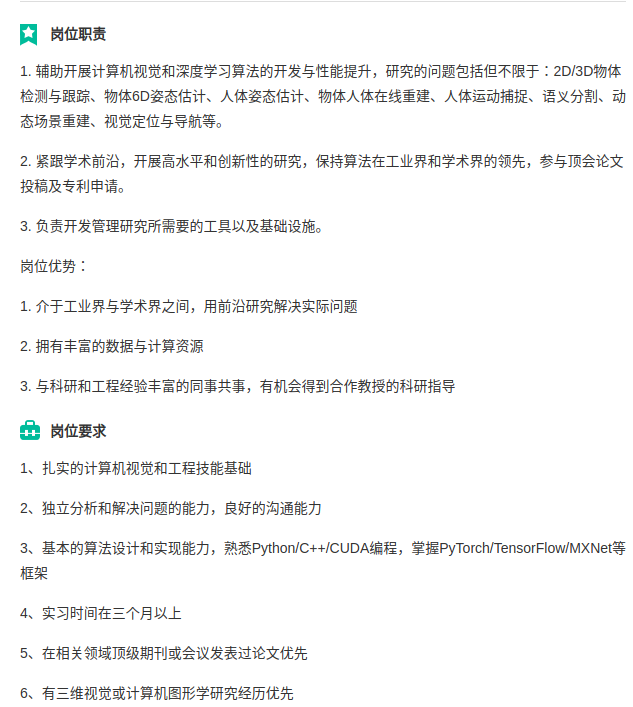 岗位职责
1. 辅助开展计算机视觉和深度学习算法的开发与性能提升，研究的问题包括但不限于：2D/3D物体
检测与跟踪、物体6D姿态估计、人体姿态估计、物体人体在线重建、人体运动捕捉、语义分割、动
态场景重建、视觉定位与导航等。
2. 紧跟学术前沿，开展高水平和创新性的研究，保持算法在工业界和学术界的领先，参与顶会论文
投稿及专利申请。
3. 负责开发管理研究所需要的工具以及基础设施。
岗位优势：
1. 介于工业界与学术界之间，用前沿研究解决实际问题
2. 拥有丰富的数据与计算资源
3. 与科研和工程经验丰富的同事共事，有机会得到合作教授的科研指导
岗位要求
1、扎实的计算机视觉和工程技能基础
2、独立分析和解决问题的能力，良好的沟通能力
3、基本的算法设计和实现能力，熟悉Python/C++/CUDA编程，掌握PyTorch/TensorFlow/MXNet等
框架
4、实习时间在三个月以上
5、在相关领域顶级期刊或会议发表过论文优先
6、有三维视觉或计算机图形学研究经历优先